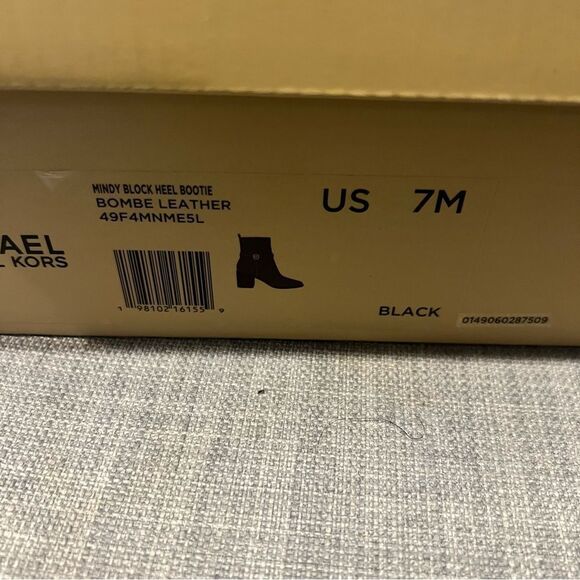 MINDY BLOCK HEEL BOOTIE
BOMBE LEATHER
49F4MNME5L
US 7M
AEL
L KORS
1 98102 16155 9
BLACK
0149060287509